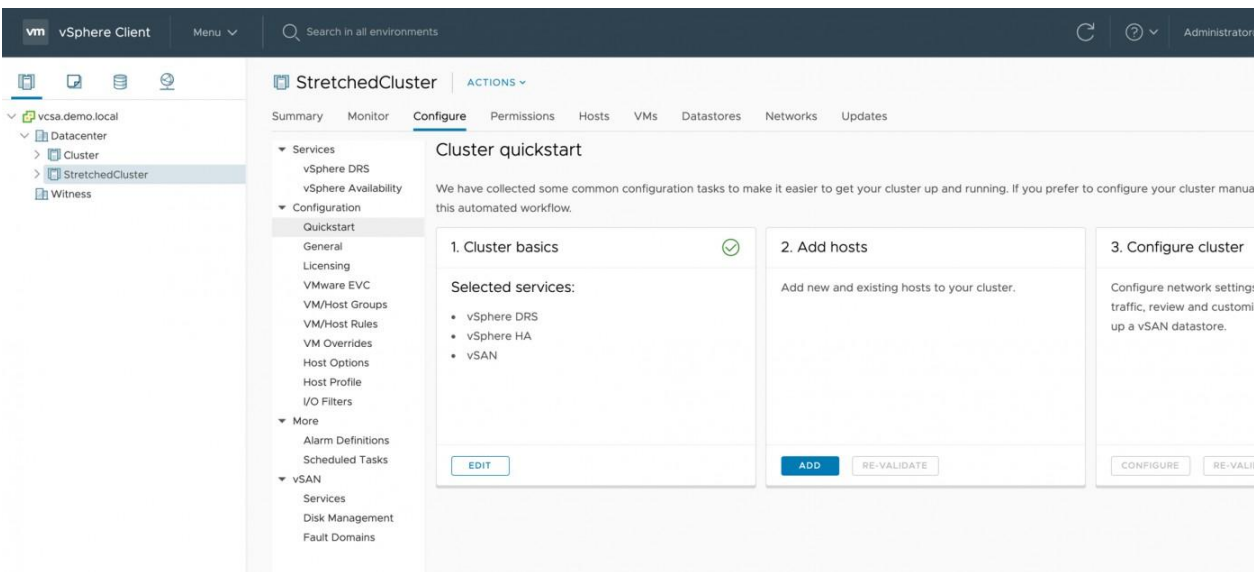 vm vSphere Client Menu Search in all environments Administrator
StretchedCluster ACTIONS
Summary Monitor Configure Permissions Hosts VMs Datastores Networks Updates
vcsa.demo.local
Datacenter
Cluster
StretchedCluster
Witness
Services
vSphere DRS
vSphere Availability
Configuration
Quickstart
General
Licensing
VMware EVC
VM/Host Groups
VM/Host Rules
VM Overrides
Host Options
Host Profile
I/O Filters
More
Alarm Definitions
Scheduled Tasks
vSAN
Services
Disk Management
Fault Domains
Cluster quickstart
We have collected some common configuration tasks to make it easier to get your cluster up and running. If you prefer to configure your cluster manua
this automated workflow.
1. Cluster basics
Selected services:
• vSphere DRS
• vSphere HA
• vSAN
EDIT
2. Add hosts
Add new and existing hosts to your cluster.
ADD RE-VALIDATE
3. Configure cluster
Configure network settings
traffic, review and customi
up a vSAN datastore.
CONFIGURE RE-VALI